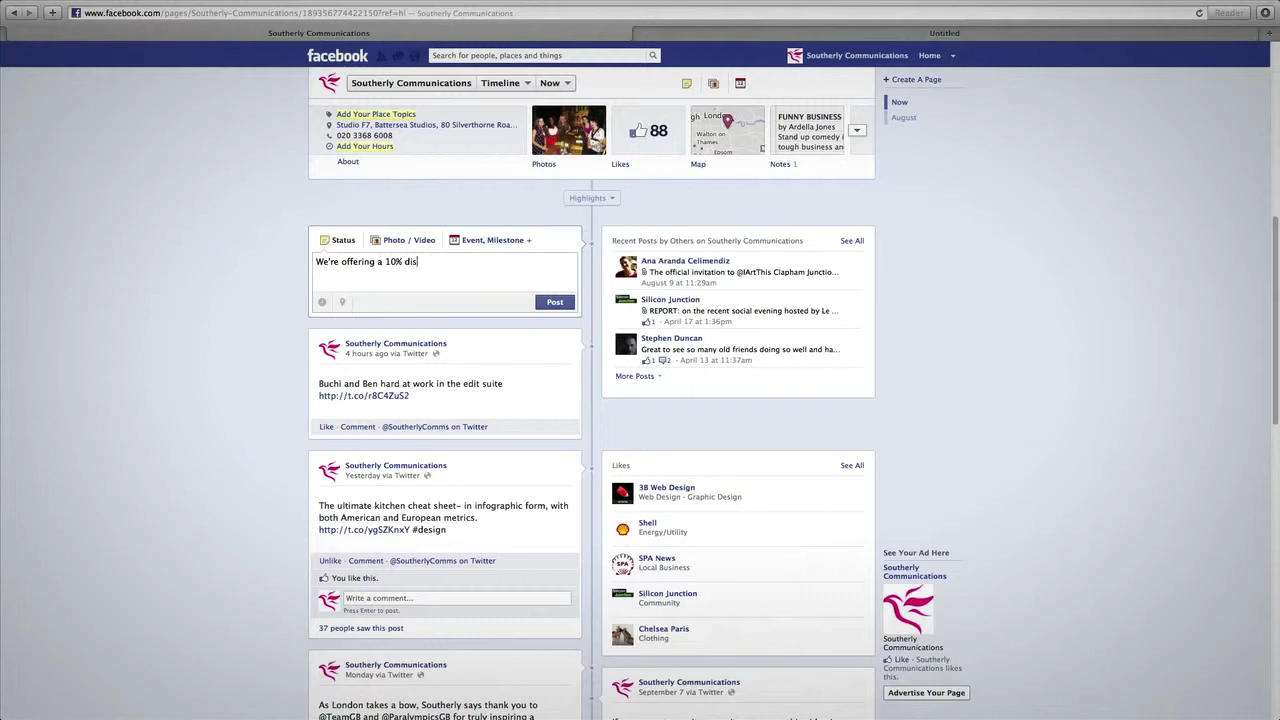 www.facebook.com/pages/Southerly-Communications/189356774422150?ref=hl — Southerly Communications
Reader
Southerly Communications
Untitled
facebook
Search for people, places and things
Southerly Communications
Home
Southerly Communications
Timeline
Now
Create A Page
Now
August
Add Your Place Topics
Studio F7, Battersea Studios, 80 Silverthorne Roa...
020 3368 6008
Add Your Hours
About
Photos
88
Likes
Map
FUNNY BUSINESS
by Ardella Jones
Stand up comedy i
tough business an
Notes 1
Highlights
Status
Photo / Video
Event, Milestone +
We're offering a 10% dis
Post
Southerly Communications
4 hours ago via Twitter
Buchi and Ben hard at work in the edit suite
http://t.co/r8C4ZuS2
Like · Comment · @SoutherlyComms on Twitter
Southerly Communications
Yesterday via Twitter
The ultimate kitchen cheat sheet- in infographic form, with
both American and European metrics.
http://t.co/ygSZKnxY #design
Unlike · Comment · @SoutherlyComms on Twitter
You like this.
Write a comment...
Press Enter to post.
37 people saw this post
Southerly Communications
Monday via Twitter
As London takes a bow, Southerly says thank you to
@TeamGB and @ParalympicsGB for truly inspiring a
Recent Posts by Others on Southerly Communications
See All
Ana Aranda Celimendiz
The official invitation to @IArtThis Clapham Junctio...
August 9 at 11:29am
Silicon Junction
REPORT: on the recent social evening hosted by Le ...
1 · April 17 at 1:36pm
Stephen Duncan
Great to see so many old friends doing so well and ha...
1 2 · April 13 at 11:37am
More Posts
Likes
See All
3B Web Design
Web Design - Graphic Design
Shell
Energy/Utility
SPA News
Local Business
Silicon Junction
Community
Chelsea Paris
Clothing
Southerly Communications
September 7 via Twitter
See Your Ad Here
Southerly
Communications
Southerly
Communications
Like · Southerly
Communications likes
this.
Advertise Your Page